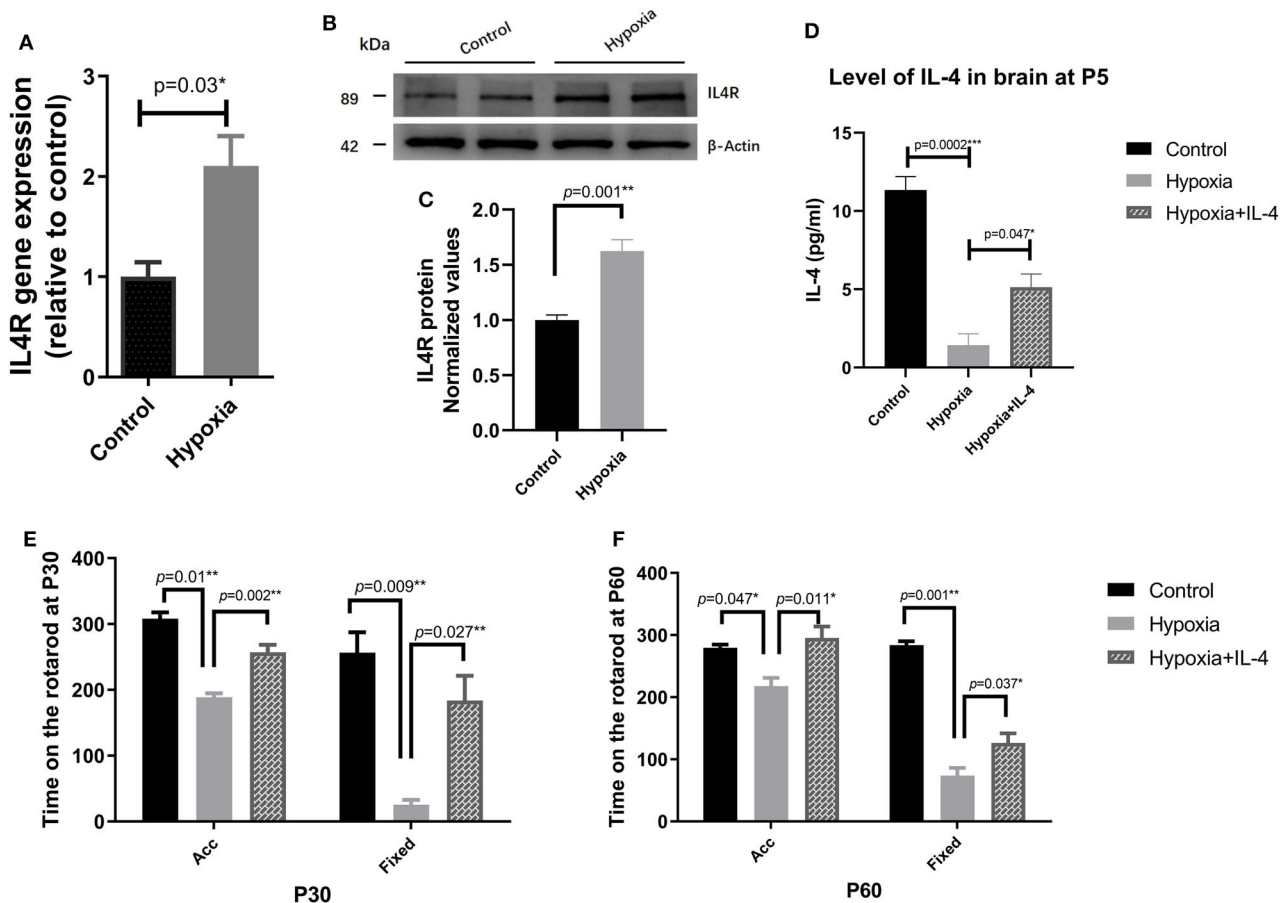 A
IL4R gene expression
(relative to control)
3
2
1
0
p=0.03*
Control
Hypoxia
B
kDa
Control
Hypoxia
89
IL4R
42
β-Actin
C
IL4R protein
Normalized values
2.0
1.5
1.0
0.5
0.0
p=0.001**
Control
Hypoxia
D
Level of IL-4 in brain at P5
IL-4 (pg/ml)
15
10
5
0
p=0.0002***
p=0.047*
Control
Hypoxia
Hypoxia+IL-4
Control
Hypoxia
Hypoxia+IL-4
E
Time on the rotarod at P30
400
300
200
100
0
p=0.01**
p=0.002**
p=0.009**
p=0.027**
Acc
Fixed
P30
F
Time on the rotarod at P60
400
300
200
100
0
p=0.047*
p=0.011*
p=0.001**
p=0.037*
Acc
Fixed
P60
Control
Hypoxia
Hypoxia+IL-4